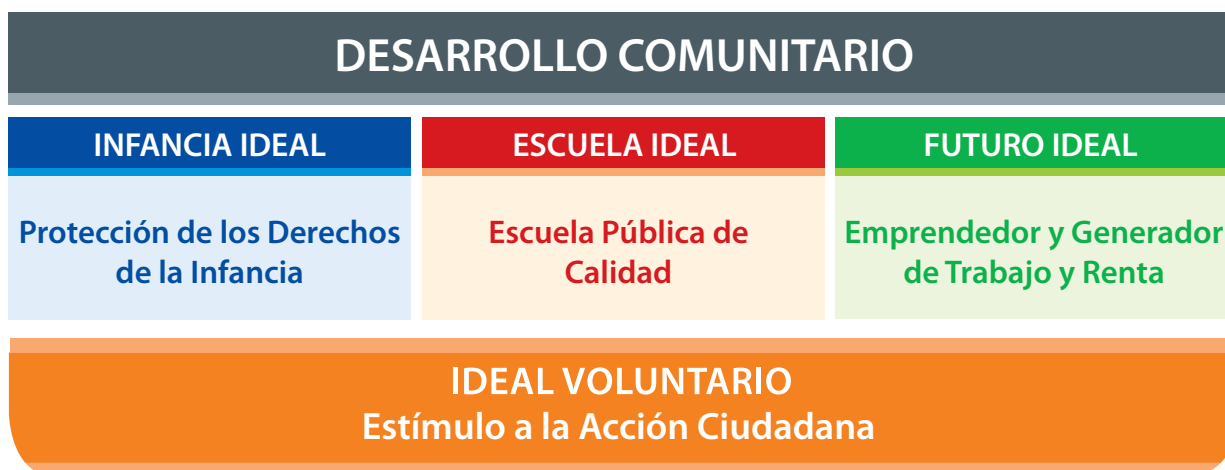 DESARROLLO COMUNITARIO
INFANCIA IDEAL
Protección de los Derechos
de la Infancia
ESCUELA IDEAL
Escuela Pública de
Calidad
FUTURO IDEAL
Emprendedor y Generador
de Trabajo y Renta
IDEAL VOLUNTARIO
Estímulo a la Acción Ciudadana